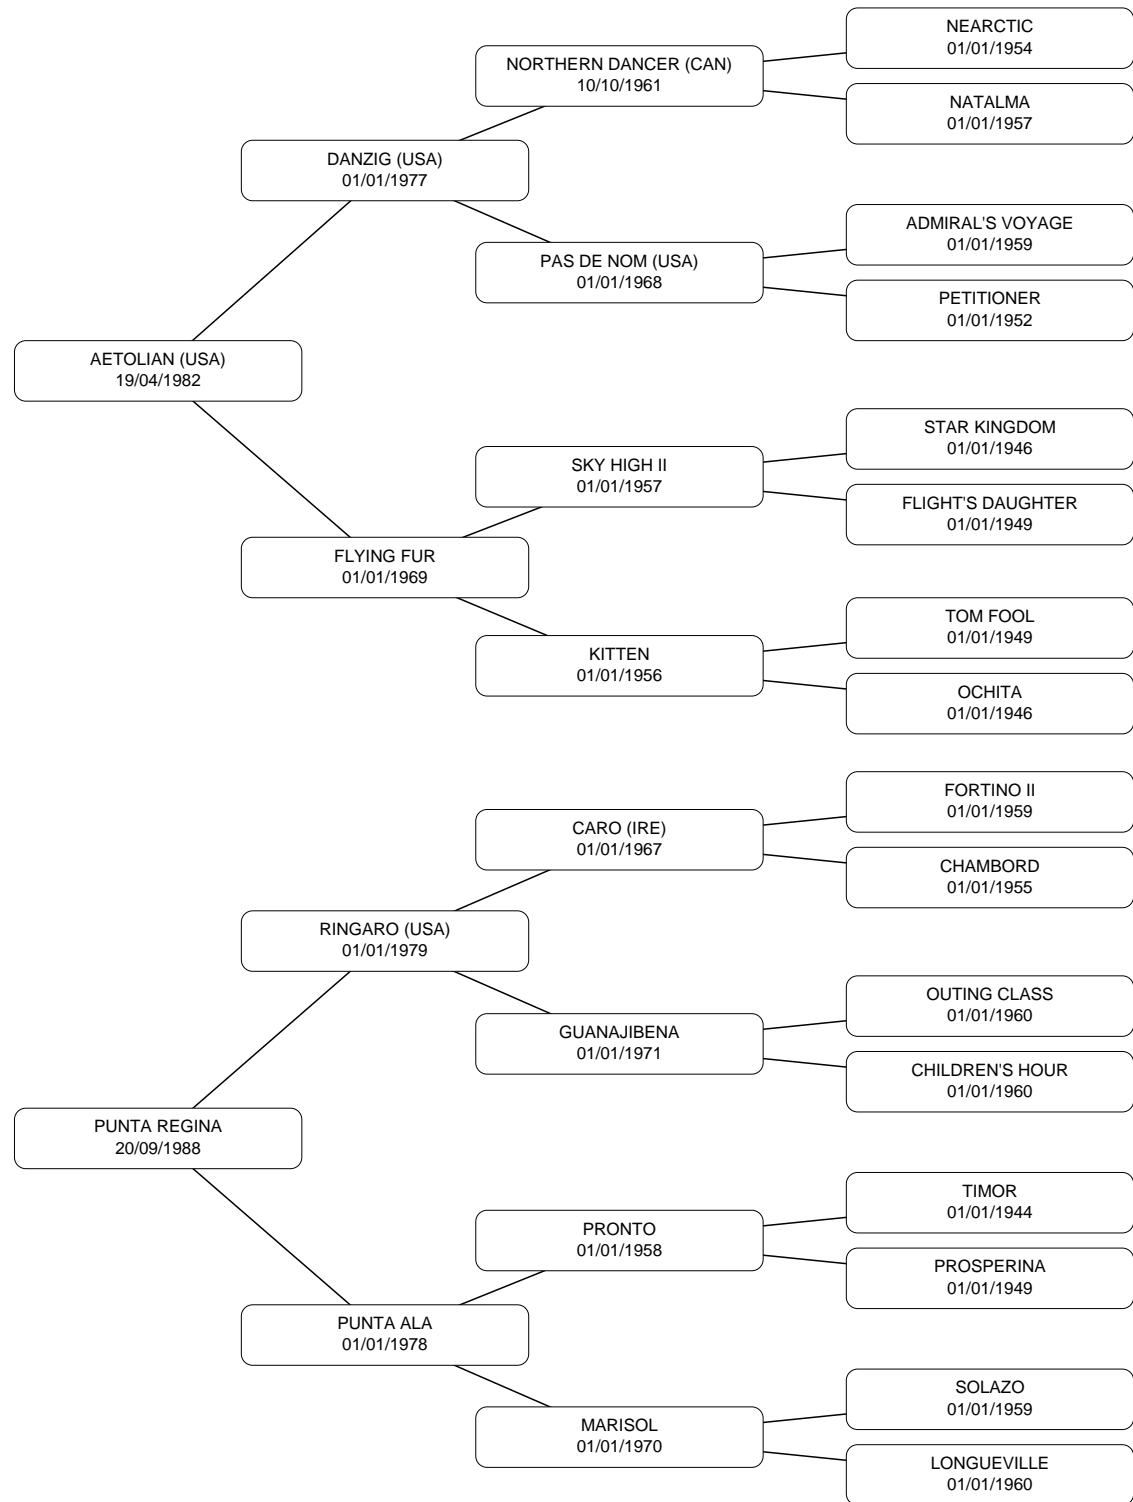 NEARCTIC
01/01/1954
NORTHERN DANCER (CAN)
10/10/1961
NATALMA
01/01/1957
DANZIG (USA)
01/01/1977
ADMIRAL'S VOYAGE
01/01/1959
PAS DE NOM (USA)
01/01/1968
PETITIONER
01/01/1952
AETOLIAN (USA)
19/04/1982
STAR KINGDOM
01/01/1946
SKY HIGH II
01/01/1957
FLIGHT'S DAUGHTER
01/01/1949
FLYING FUR
01/01/1969
TOM FOOL
01/01/1949
KITTEN
01/01/1956
OCHITA
01/01/1946
FORTINO II
01/01/1959
CARO (IRE)
01/01/1967
CHAMBORD
01/01/1955
RINGARO (USA)
01/01/1979
OUTING CLASS
01/01/1960
GUANAJIBENA
01/01/1971
CHILDREN'S HOUR
01/01/1960
PUNTA REGINA
20/09/1988
TIMOR
01/01/1944
PRONTO
01/01/1958
PROSPERINA
01/01/1949
PUNTA ALA
01/01/1978
SOLAZO
01/01/1959
MARISOL
01/01/1970
LONGUEVILLE
01/01/1960